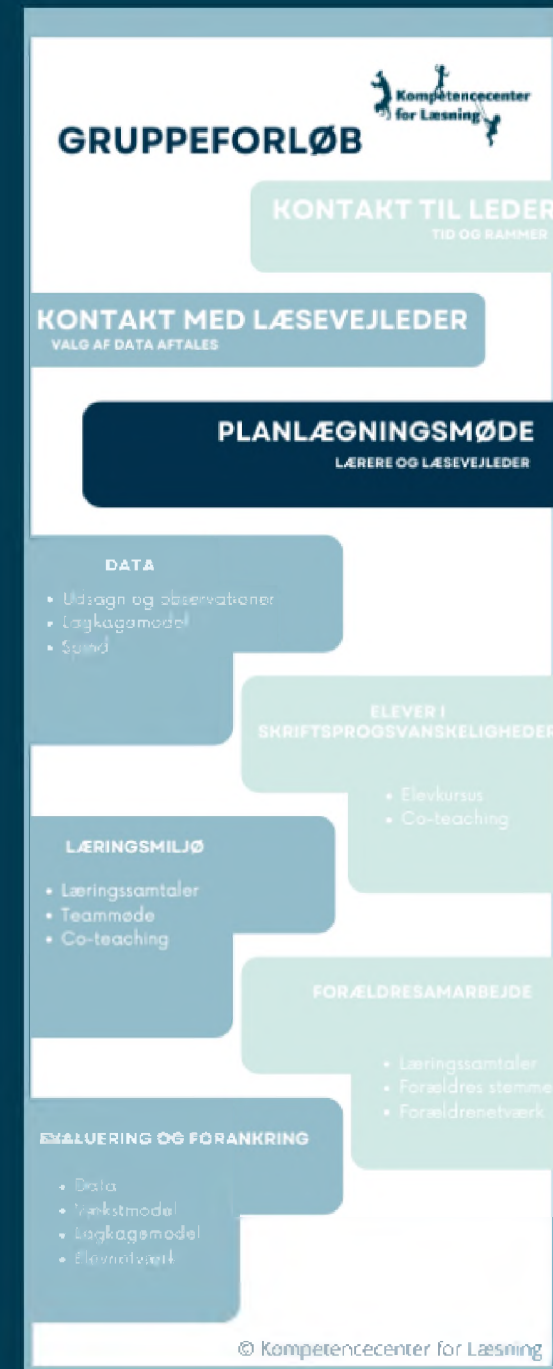 Kompetencecenter
for Læsning
GRUPPEFORLØB
KONTAKT TIL LEDER
TID OG RAMMER
KONTAKT MED LÆSEVEJLEDER
VALG AF DATA AFTALES
PLANLÆGNINGSMØDE
LÆRERE OG LÆSEVEJLEDER
DATA
• Udsagn og observationer
• Lagkagemodel
• Spind
ELEVER I
SKRIFTSPROGSVANSKELIGHEDER
• Elevkursus
• Co-teaching
LÆRINGSMILJØ
• Læringssamtaler
• Teammøde
• Co-teaching
FORÆLDRESAMARBEJDE
• Læringssamtaler
• Forældres stemme
• Forældrenetværk
EVALUERING OG FORANKRING
• Data
• Vækstmodel
• Lagkagemodel
• Elevnetværk
© Kompetencecenter for Læsning